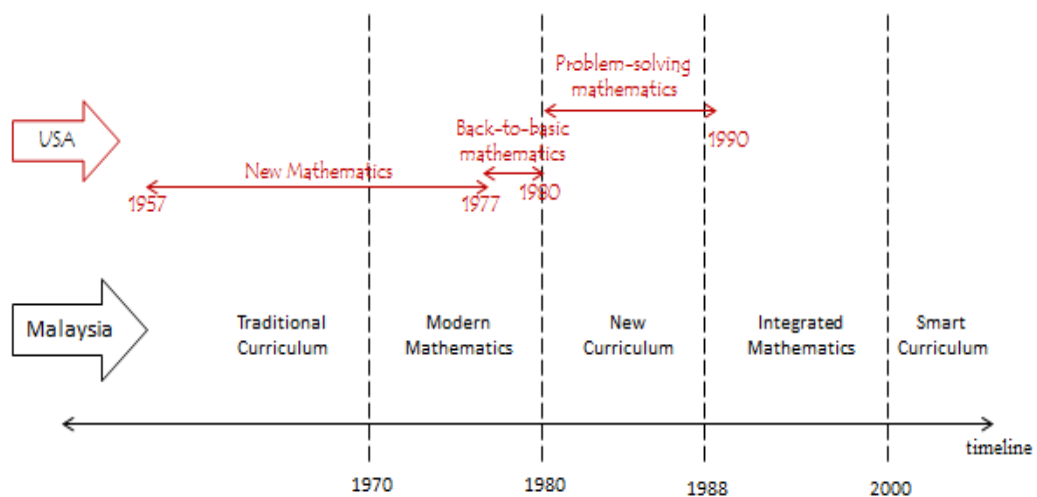 Problem-solving
mathematics
USA
Back-to-basic
mathematics
1990
New Mathematics
1957
1977
1980
Malaysia
Traditional
Curriculum
Modern
Mathematics
New
Curriculum
Integrated
Mathematics
Smart
Curriculum
timeline
1970
1980
1988
2000